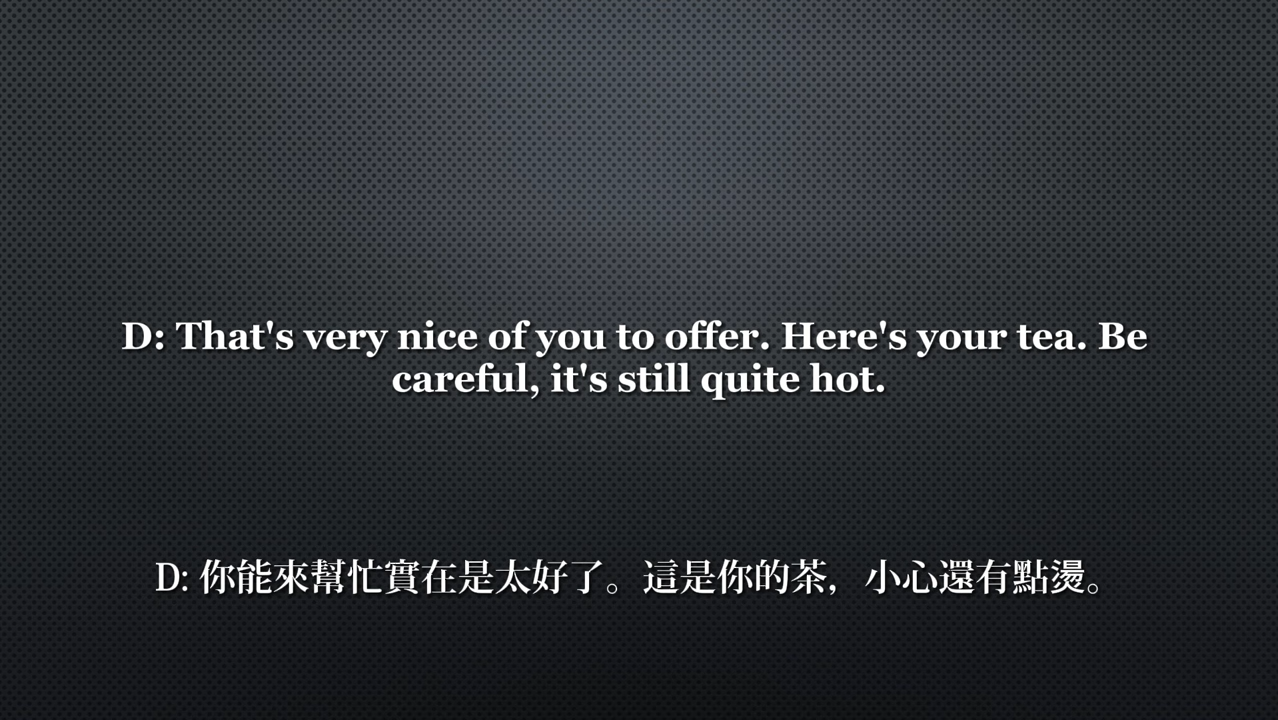 D: That's very nice of you to offer. Here's your tea. Be
careful, it's still quite hot.
D: 你能來幫忙實在是太好了。這是你的茶，小心還有點燙。